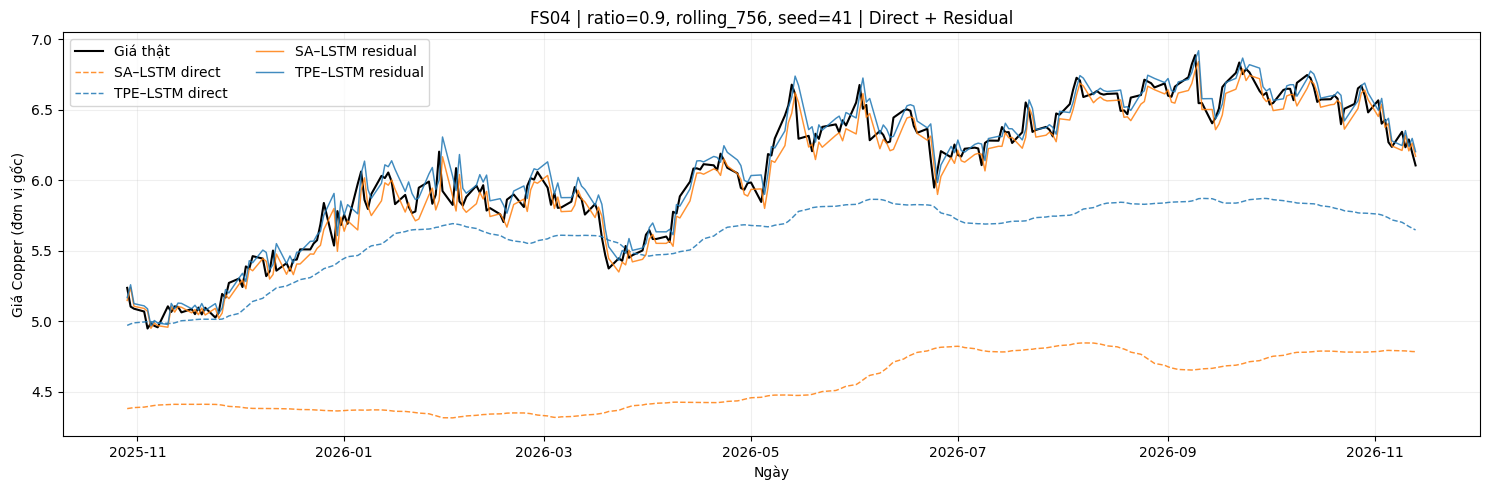 FS04 | ratio=0.9, rolling_756, seed=41 | Direct + Residual
Giá thật
SA–LSTM direct
TPE–LSTM direct
SA–LSTM residual
TPE–LSTM residual
Giá Copper (đơn vị gốc)
7.0
6.5
6.0
5.5
5.0
4.5
2025-11
2026-01
2026-03
2026-05
2026-07
2026-09
2026-11
Ngày